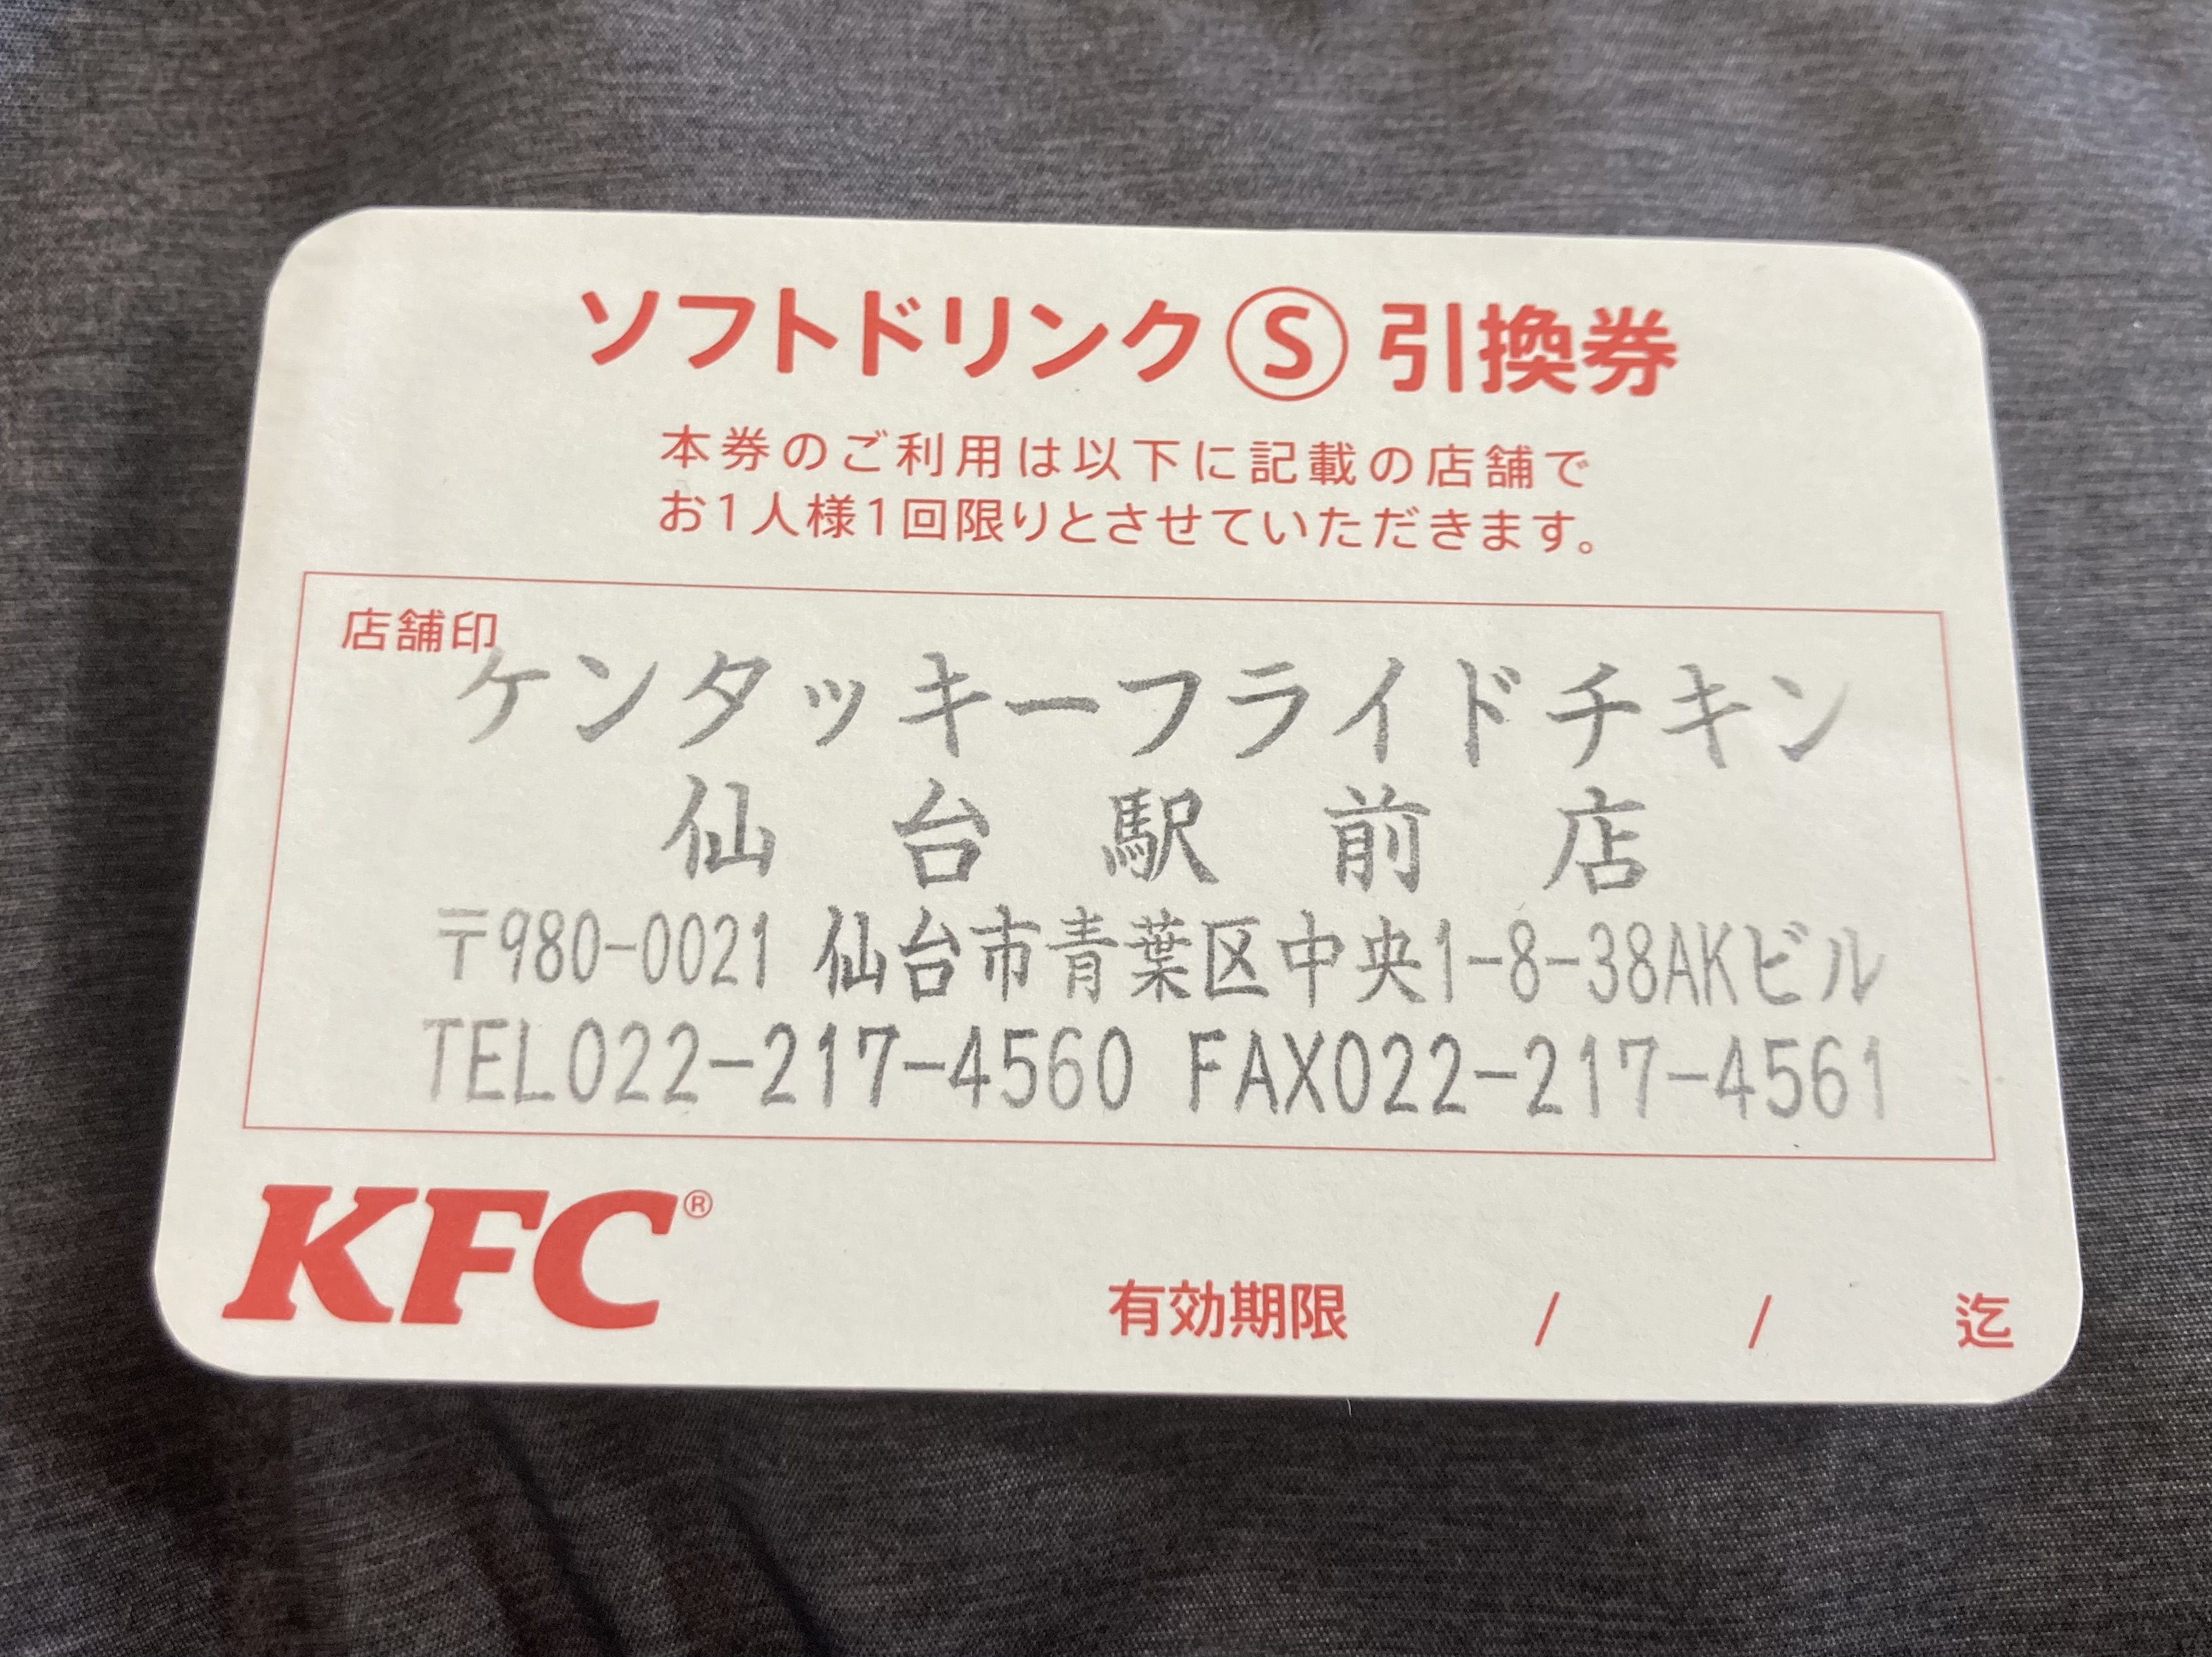 ソフトドリンクⓈ引換券
本券のご利用は以下に記載の店舗で
お1人様1回限りとさせていただきます。
店舗印
ケンタッキーフライドチキン
仙台駅前店
〒980-0021 仙台市青葉区中央1-8-38AKビル
TEL022-217-4560 FAX022-217-4561
KFC®
有効期限 / / 迄